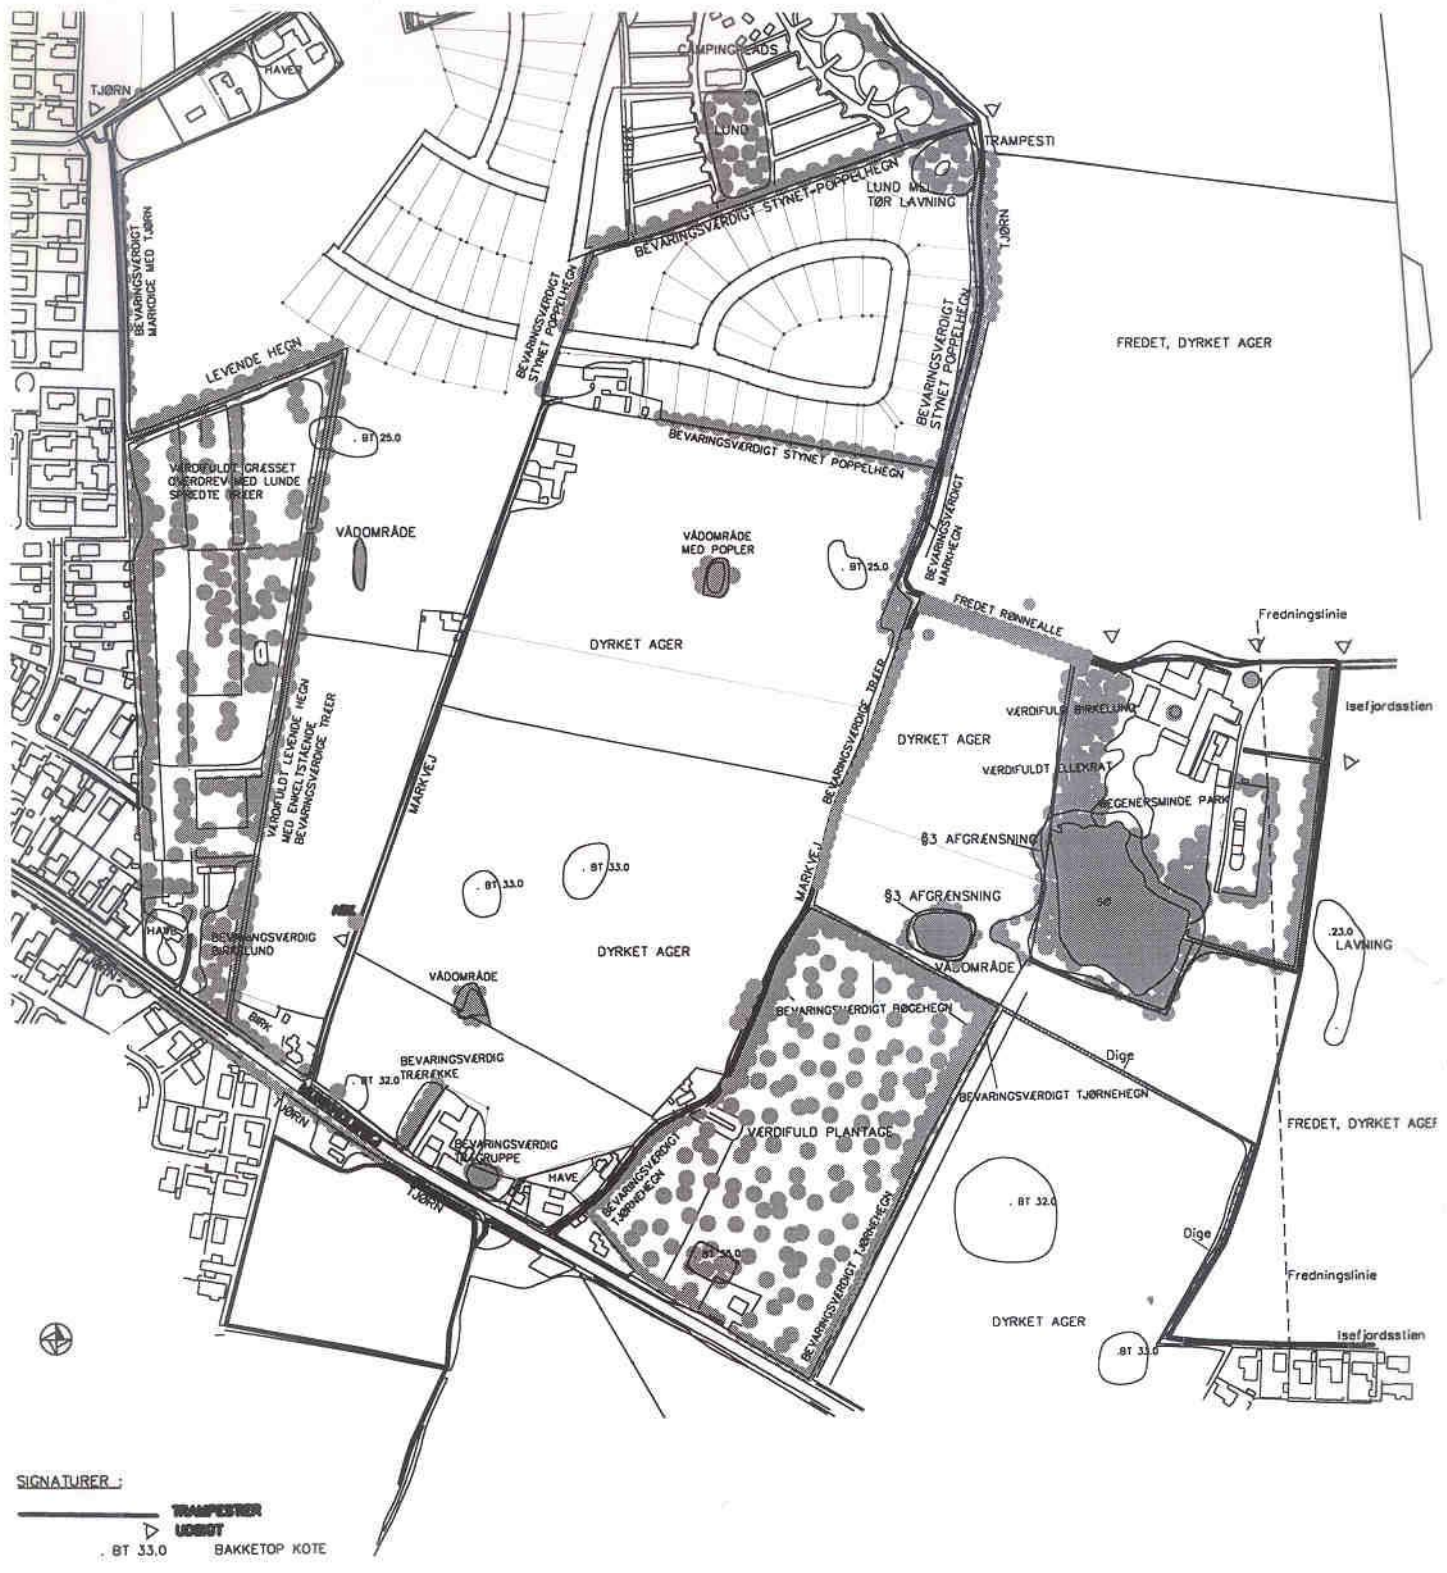 CAMPINGPLADS
HAVER
TJØRN
LUND
TRAMPESTI
LUND MED
TØR LAVNING
BEVARINGSVÆRDIGT STYNET POPPELHEGN
TJØRN
BEVARINGSVÆRDIGT
MARKDIGE MED TJØRN
BEVARINGSVÆRDIGT
STYNET POPPELHEGN
BEVARINGSVÆRDIGT
STYNET POPPELHEGN
FREDET, DYRKET AGER
LEVENDE HEGN
. BT 25.0
BEVARINGSVÆRDIGT STYNET POPPELHEGN
VÆRDIFULDT GRÆSSET
OVERDREV MED LUNDE
SPREDTE TRÆER
VÅDOMRÅDE
VÅDOMRÅDE
MED POPLER
. BT 25.0
BEVARINGSVÆRDIGT
MARKHEGN
FREDET RØNNEALLE
Fredningslinie
DYRKET AGER
Isefjordsstien
VÆRDIFULD BIRKELUND
DYRKET AGER
VÆRDIFULDT ELLEKRAT
BEVARINGSVÆRDIGE TRÆER
VÆRDIFULDT LEVENDE HEGN
MED ENKELTSTÅENDE
BEVARINGSVÆRDIGE TRÆER
MARKVEJ
WEGENERSMINDE PARK
§3 AFGRÆNSNING
MARKVEJ
. BT 33.0
. BT 33.0
§3 AFGRÆNSNING
SØ
HAVE
BEVARINGSVÆRDIG
BIRKELUND
.23.0
LAVNING
DYRKET AGER
TJØRN
VÅDOMRÅDE
VÅDOMRÅDE
BEVARINGSVÆRDIGT BØGEHEGN
BIRK
D
BEVARINGSVÆRDIG
TRÆRÆKKE
Dige
. BT 32.0
BEVARINGSVÆRDIGT TJØRNEHEGN
TJØRN
FREDET, DYRKET AGER
VÆRDIFULD PLANTAGE
BEVARINGSVÆRDIG
TRÆGRUPPE
HAVE
BEVARINGSVÆRDIGT
TJØRNEHEGN
TJØRN
. BT 32.0
Dige
BEVARINGSVÆRDIGT TJØRNEHEGN
Fredningslinie
DYRKET AGER
Isefjordsstien
.BT 33.0
SIGNATURER :
TRAMPESTIER
UDSIGT
. BT 33.0 BAKKETOP KOTE